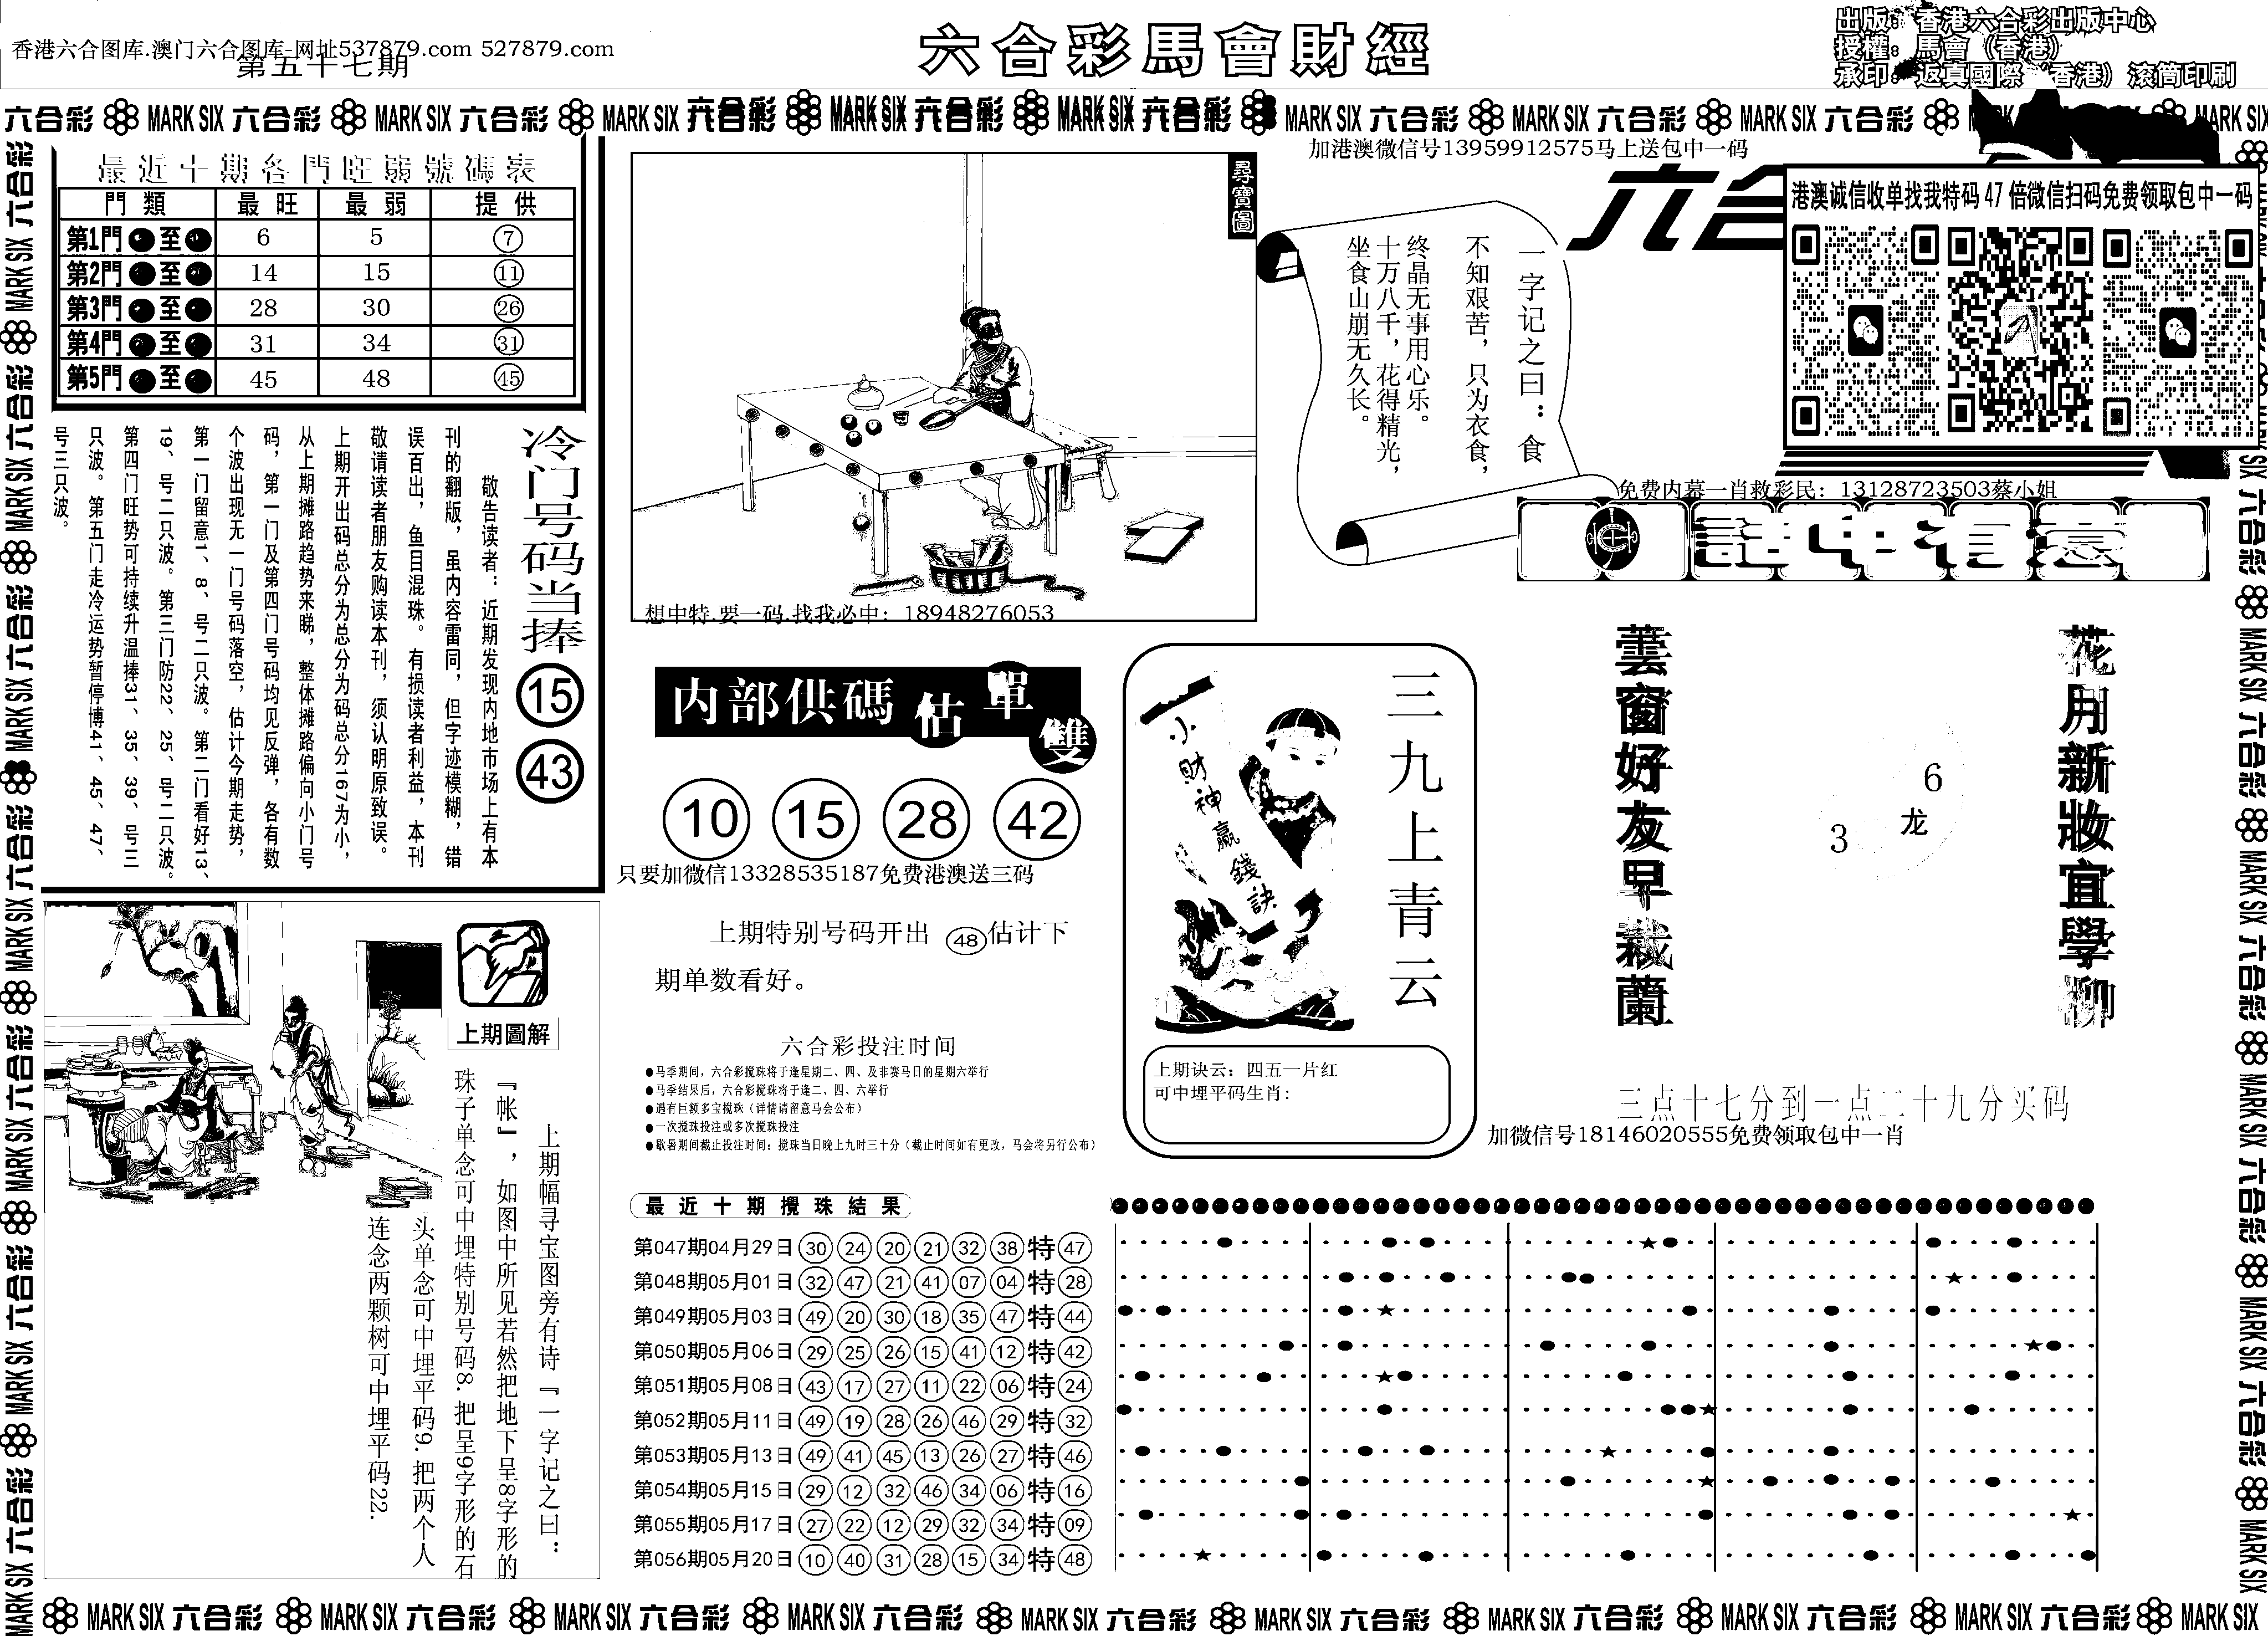 香港六合图库.澳门六合图库-网址537879.com 527879.com
第五十七期
六合彩馬會財經
出版：香港六合彩出版中心
授權：馬會（香港）
承印：返真國際（香港）滚筒印刷
六合彩 MARK SIX 六合彩 MARK SIX 六合彩 MARK SIX 六合彩 MARK SIX 六合彩 MARK SIX 六合彩 MARK SIX 六合彩 MARK SIX 六合彩 MARK SIX 六合彩 MARK SIX
最近十期各門旺弱號碼表
門類 最旺 最弱 提供
第1門 至 6 5 7
第2門 至 14 15 11
第3門 至 28 30 26
第4門 至 31 34 31
第5門 至 45 48 45
冷门号码当捧
15
43
敬告读者：近期发现内地市场上有本
刊的翻版，虽内容雷同，但字迹模糊，错
误百出，鱼目混珠。有损读者利益，本刊
敬请读者朋友购读本刊，须认明原致误。
上期开出码总分为总分为码总分167为小，
从上期摊路趋势来睇，整体摊路偏向小门号
码，第一门及第四门号码均见反弹，各有数
个波出现无一门号码落空，估计今期走势，
第一门留意1、8、号二只波。第二门看好13、
19、号二只波。第三门防22、25、号二只波。
第四门旺势可持续升温捧31、35、39、号三
只波。第五门走冷运势暂停博41、45、47、
号三只波。
尋寶圖
想中特.要一码.找我必中：18948276053
加港澳微信号13959912575马上送包中一码
一字记之曰：食
不知艰苦，只为衣食，
终晶无事用心乐。
十万八千，花得精光，
坐食山崩无久长。
六合
港澳诚信收单找我特码 47 倍微信扫码免费领取包中一码
免费内幕一肖救彩民：13128723503蔡小姐
話中有意
内部供碼估單雙
10 15 28 42
只要加微信13328535187免费港澳送三码
上期特别号码开出 48 估计下
期单数看好。
六合彩投注时间
●马季期间，六合彩搅珠将于逢星期二、四、及非赛马日的星期六举行
●马季结果后，六合彩搅珠将于逢二、四、六举行
●遇有巨额多宝搅珠（详情请留意马会公布）
●一次搅珠投注或多次搅珠投注
●歇暑期间截止投注时间：搅珠当日晚上九时三十分（截止时间如有更改，马会将另行公布）
三九上青云
小財神贏錢訣
上期诀云：四五一片红
可中埋平码生肖：
花月新妝宜學柳
蕓窗好友早栽蘭
6
龙
3
三点十七分到一点二十九分买码
加微信号18146020555免费领取包中一肖
上期圖解
上期幅寻宝图旁有诗『一字记之曰：
『帐』，如图中所见若然把地下呈8字形的
珠子单念可中埋特别号码8.把呈9字形的石
头单念可中埋平码9.把两个人
连念两颗树可中埋平码22.
最近十期攪珠結果
第047期04月29日 30 24 20 21 32 38 特 47
第048期05月01日 32 47 21 41 07 04 特 28
第049期05月03日 49 20 30 18 35 47 特 44
第050期05月06日 29 25 26 15 41 12 特 42
第051期05月08日 43 17 27 11 22 06 特 24
第052期05月11日 49 19 28 26 46 29 特 32
第053期05月13日 49 41 45 13 26 27 特 46
第054期05月15日 29 12 32 46 34 06 特 16
第055期05月17日 27 22 12 29 32 34 特 09
第056期05月20日 10 40 31 28 15 34 特 48
MARK SIX 六合彩 MARK SIX 六合彩 MARK SIX 六合彩 MARK SIX 六合彩 MARK SIX 六合彩 MARK SIX 六合彩 MARK SIX 六合彩 MARK SIX 六合彩 MARK SIX 六合彩 MARK SIX